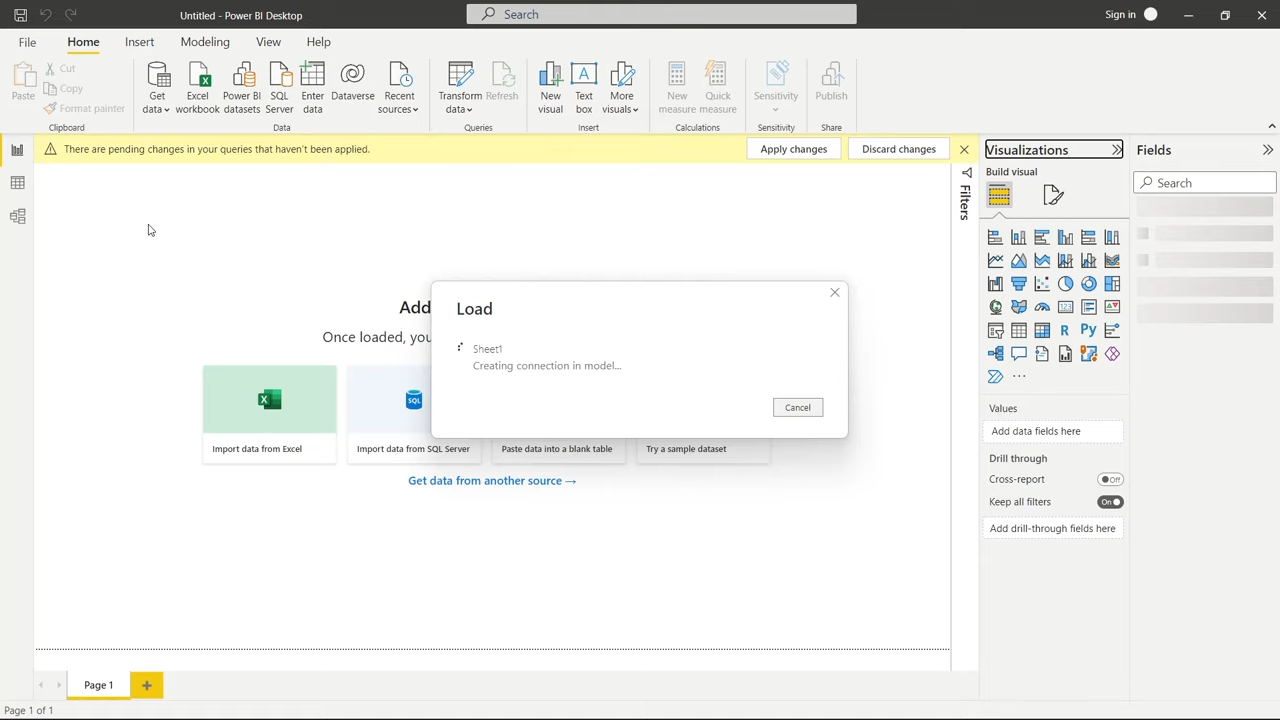 Untitled - Power BI Desktop
Search
Sign in
File
Home
Insert
Modeling
View
Help
Paste
Cut
Copy
Format painter
Clipboard
Get data
Excel workbook
Power BI datasets
SQL Server
Enter data
Dataverse
Recent sources
Data
Transform data
Refresh
Queries
New visual
Text box
More visuals
Insert
New measure
Quick measure
Calculations
Sensitivity
Sensitivity
Publish
Share
There are pending changes in your queries that haven't been applied.
Apply changes
Discard changes
Filters
Visualizations
Build visual
Fields
Search
Add
Once loaded, you
Load
Sheet1
Creating connection in model...
Cancel
SQL
Import data from Excel
Import data from SQL Server
Paste data into a blank table
Try a sample dataset
Get data from another source →
R
Py
123
Values
Add data fields here
Drill through
Cross-report
Off
Keep all filters
On
Add drill-through fields here
Page 1
Page 1 of 1